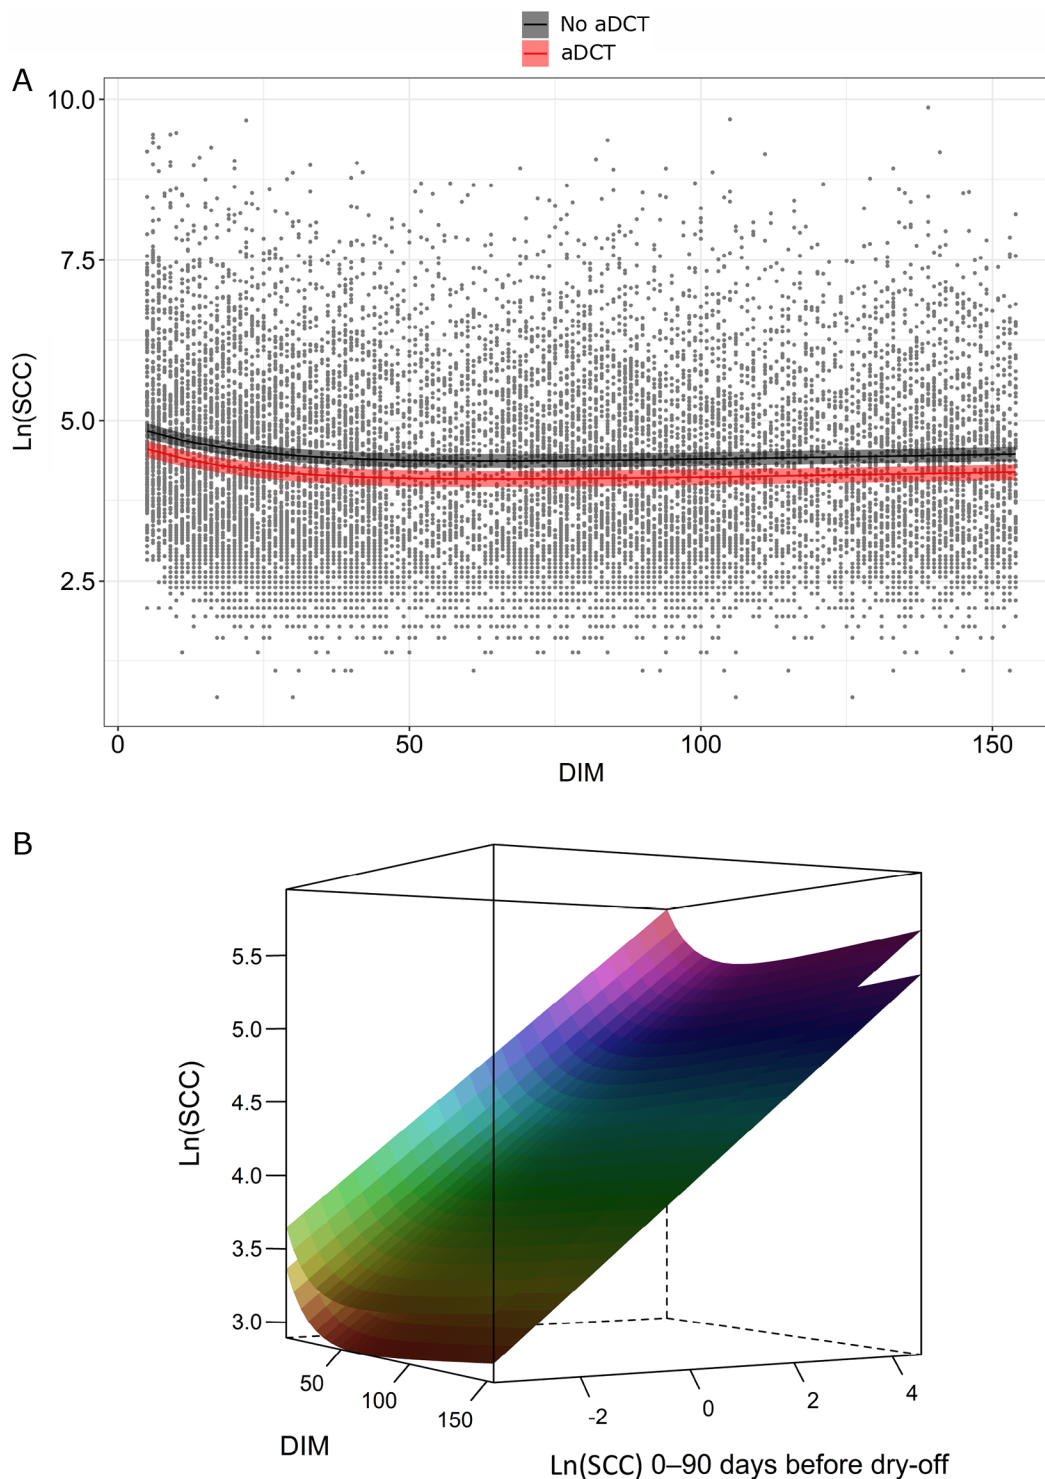 No aDCT
aDCT
A
10.0
7.5
5.0
2.5
Ln(SCC)
0 50 100 150
DIM
B
5.5
5.0
4.5
4.0
3.5
3.0
Ln(SCC)
50 100 150
DIM
-2 0 2 4
Ln(SCC) 0–90 days before dry-off